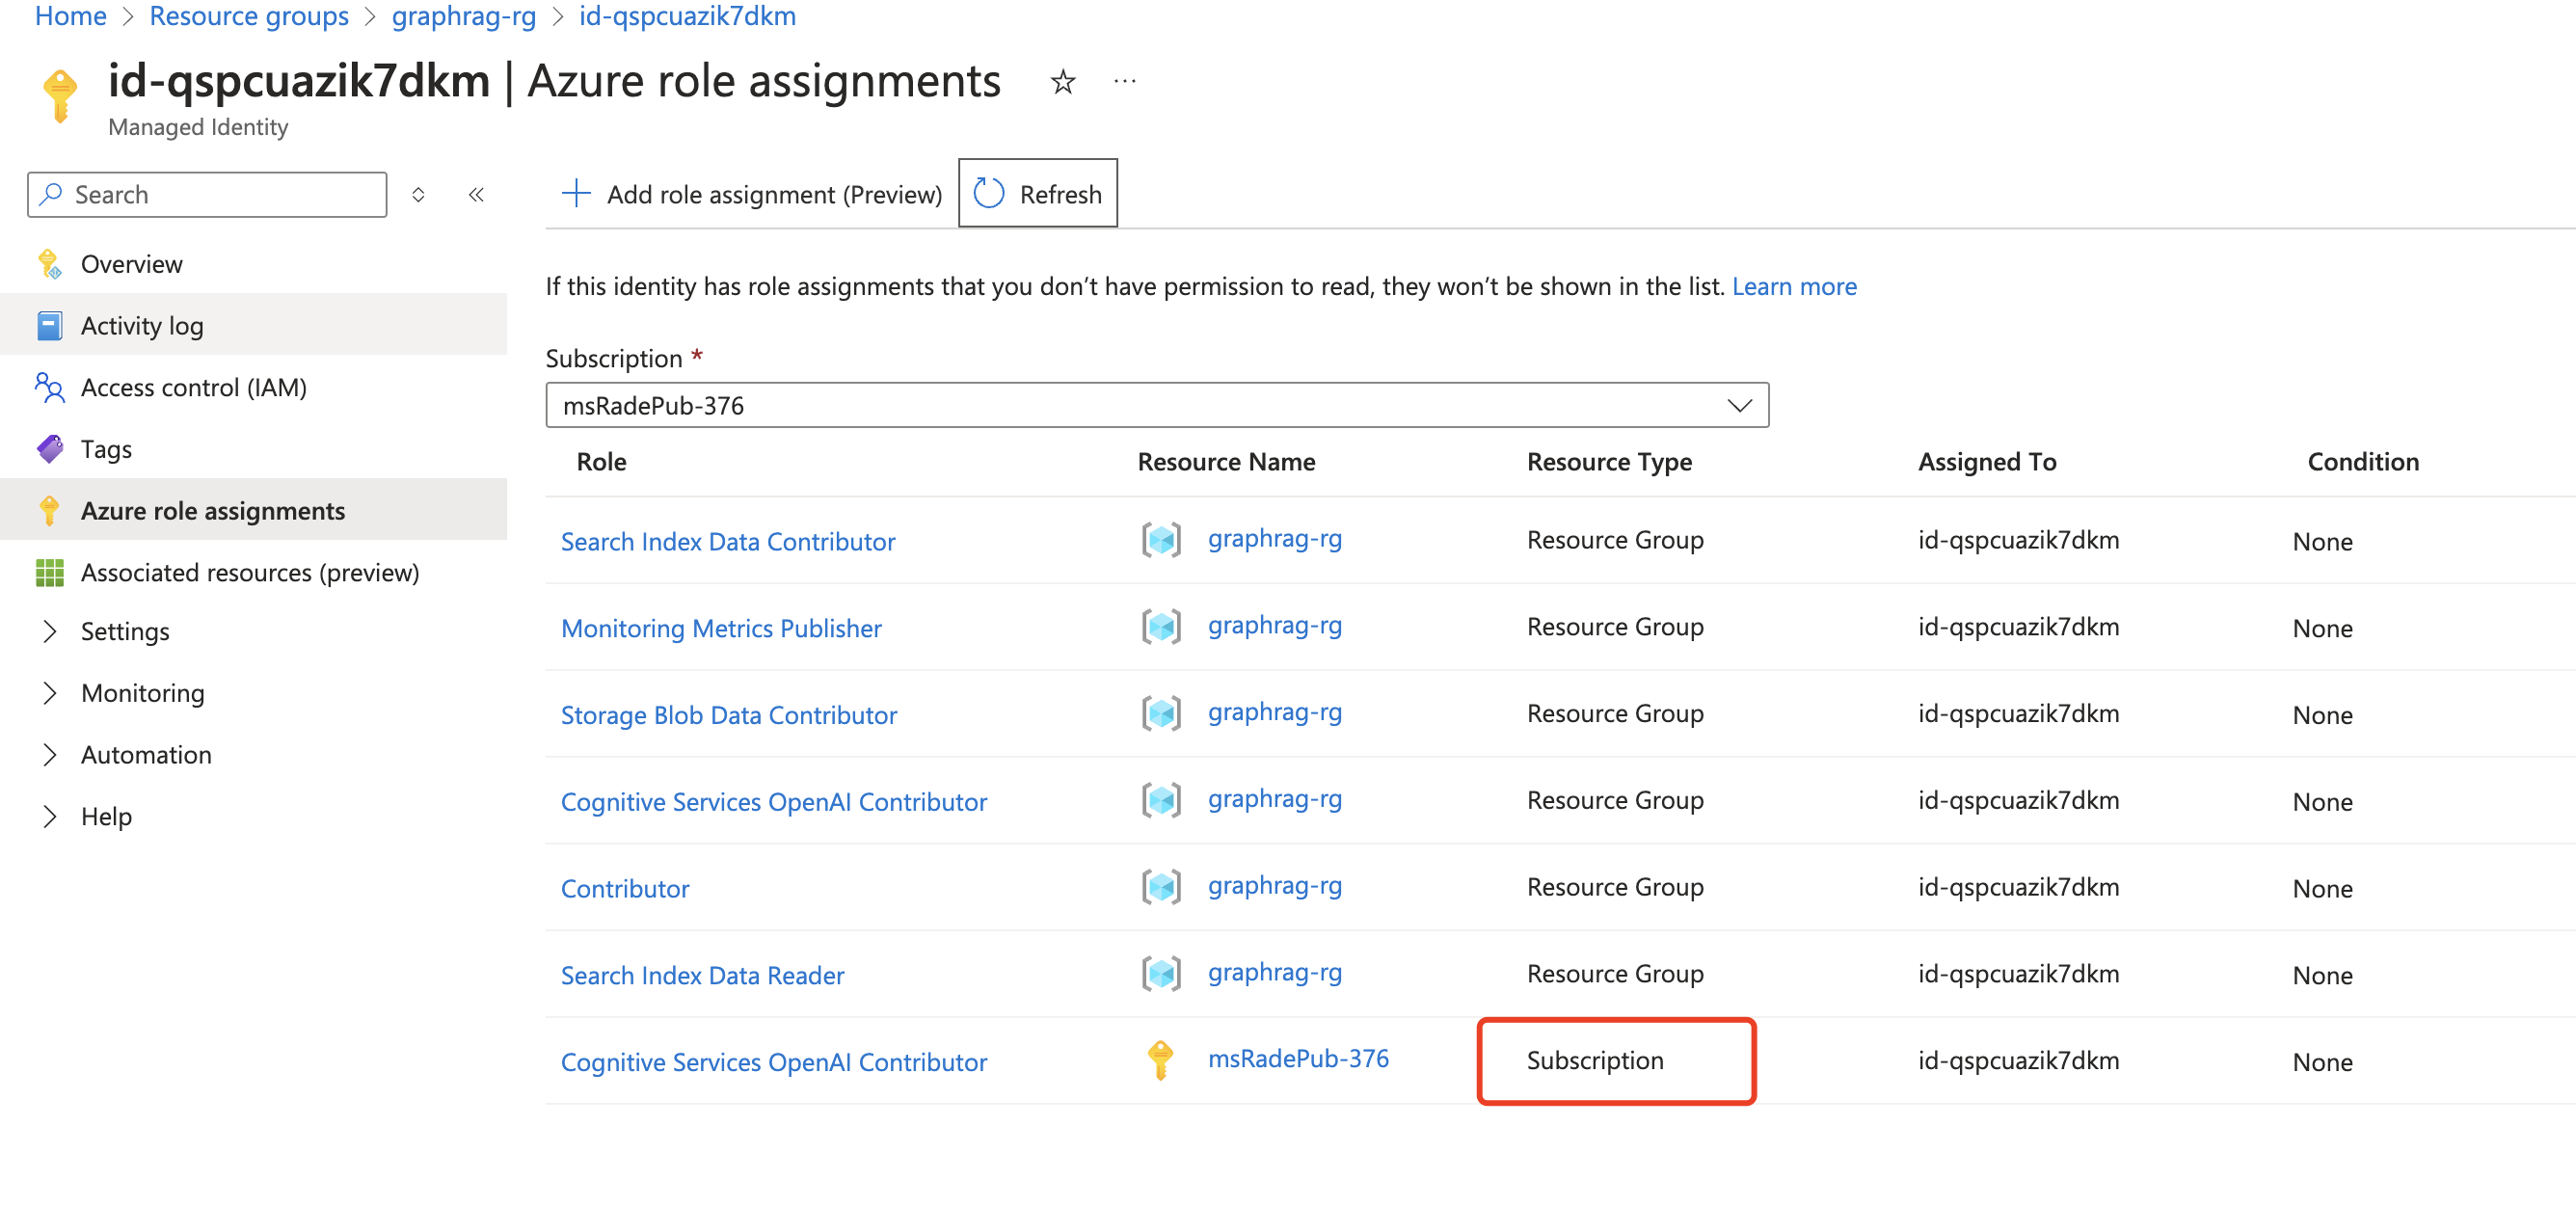 Home > Resource groups > graphrag-rg > id-qspcuazik7dkm
id-qspcuazik7dkm | Azure role assignments
Managed Identity
Search
Add role assignment (Preview)
Refresh
Overview
Activity log
Access control (IAM)
Tags
Azure role assignments
Associated resources (preview)
Settings
Monitoring
Automation
Help
If this identity has role assignments that you don’t have permission to read, they won’t be shown in the list. Learn more
Subscription *
msRadePub-376
Role Resource Name Resource Type Assigned To Condition
Search Index Data Contributor graphrag-rg Resource Group id-qspcuazik7dkm None
Monitoring Metrics Publisher graphrag-rg Resource Group id-qspcuazik7dkm None
Storage Blob Data Contributor graphrag-rg Resource Group id-qspcuazik7dkm None
Cognitive Services OpenAI Contributor graphrag-rg Resource Group id-qspcuazik7dkm None
Contributor graphrag-rg Resource Group id-qspcuazik7dkm None
Search Index Data Reader graphrag-rg Resource Group id-qspcuazik7dkm None
Cognitive Services OpenAI Contributor msRadePub-376 Subscription id-qspcuazik7dkm None